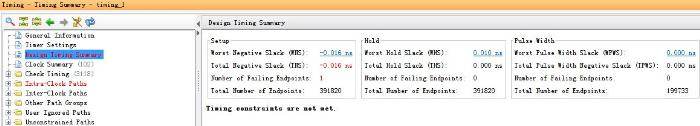 Timing - Timing Summary - timing_1
General Information
Timer Settings
Design Timing Summary
Clock Summary (102)
Check Timing (3118)
Intra-Clock Paths
Inter-Clock Paths
Other Path Groups
User Ignored Paths
Unconstrained Paths
Design Timing Summary
Setup
Worst Negative Slack (WNS): -0.016 ns
Total Negative Slack (TNS): -0.016 ns
Number of Failing Endpoints: 1
Total Number of Endpoints: 391820
Hold
Worst Hold Slack (WHS): 0.010 ns
Total Hold Slack (THS): 0.000 ns
Number of Failing Endpoints: 0
Total Number of Endpoints: 391820
Pulse Width
Worst Pulse Width Slack (WPWS): 0.000 ns
Total Pulse Width Negative Slack (TPWS): 0.000 ns
Number of Failing Endpoints: 0
Total Number of Endpoints: 199733
Timing constraints are not met.